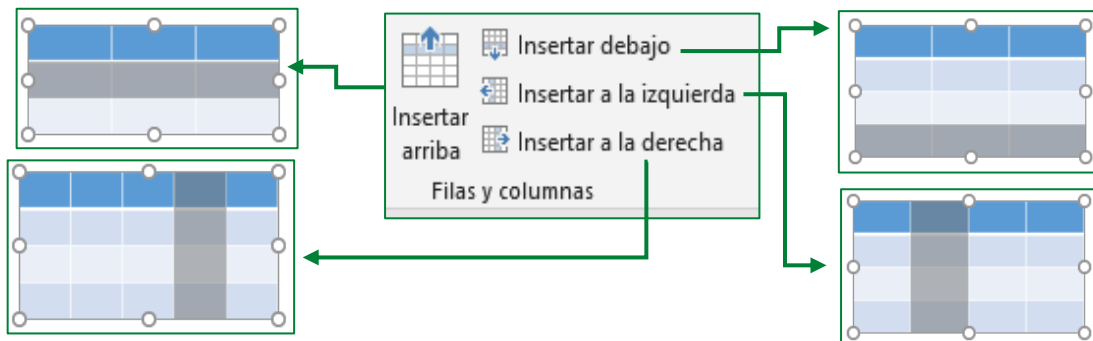 Insertar arriba
Insertar debajo
Insertar a la izquierda
Insertar a la derecha
Filas y columnas